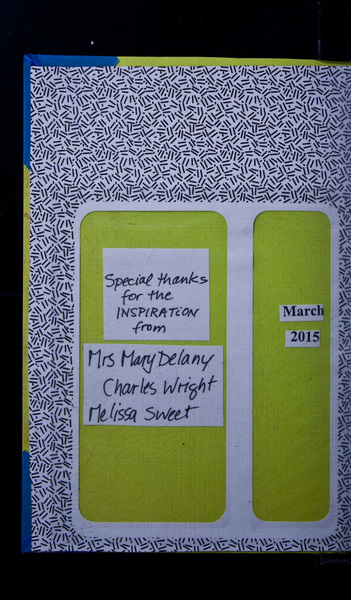 Special thanks
for the
INSPIRATION
from
Mrs Mary Delany
Charles Wright
Melissa Sweet
March
2015